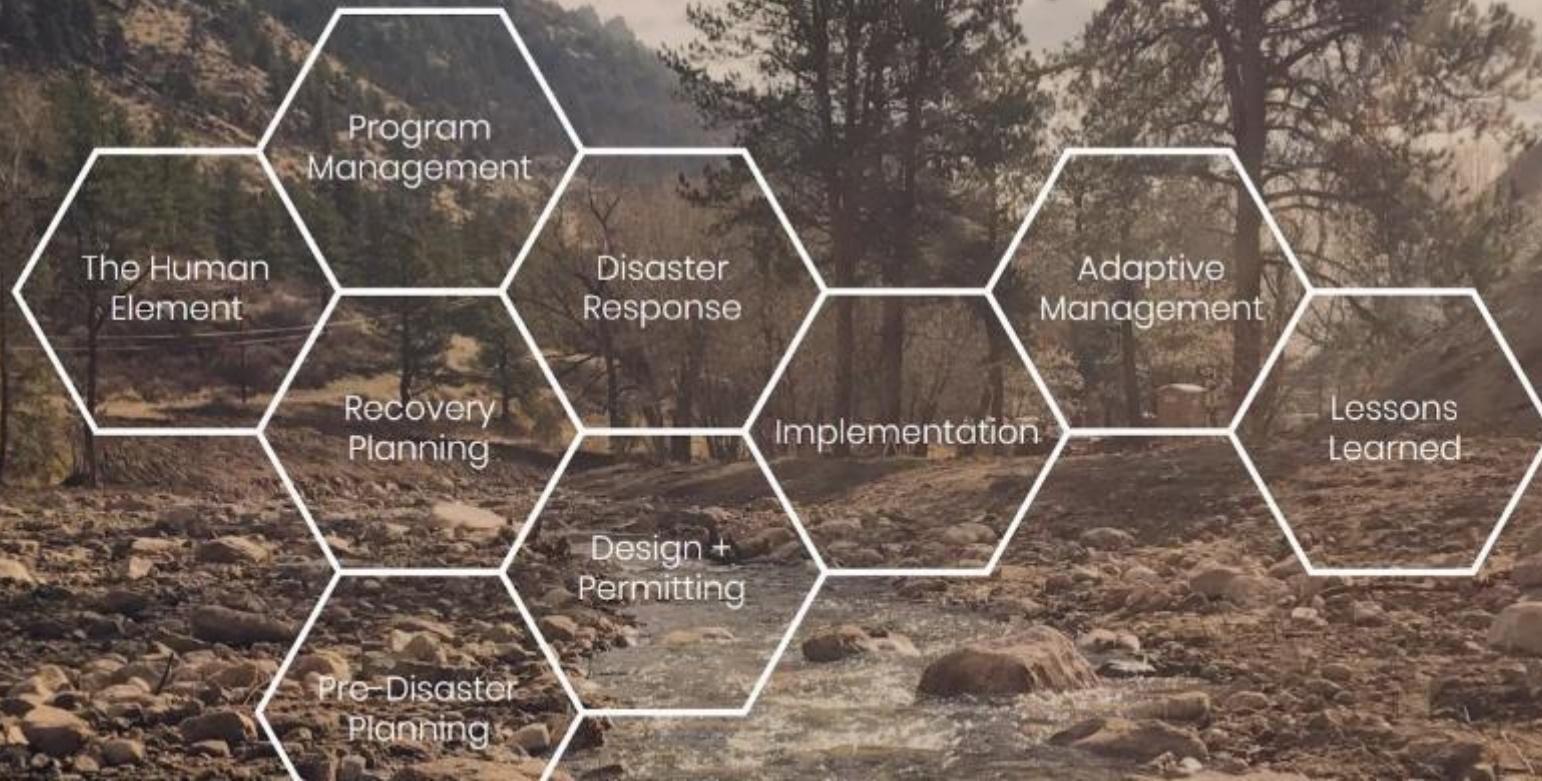 Program
Management
The Human
Element
Disaster
Response
Adaptive
Management
Recovery
Planning
Implementation
Lessons
Learned
Design +
Permitting
Pre-Disaster
Planning